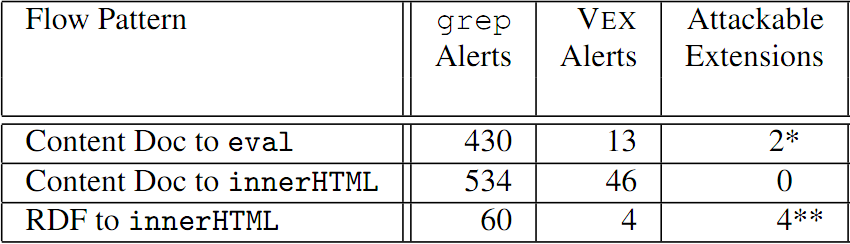 Flow Pattern grep VEX Attackable
Alerts Alerts Extensions
Content Doc to eval 430 13 2*
Content Doc to innerHTML 534 46 0
RDF to innerHTML 60 4 4**